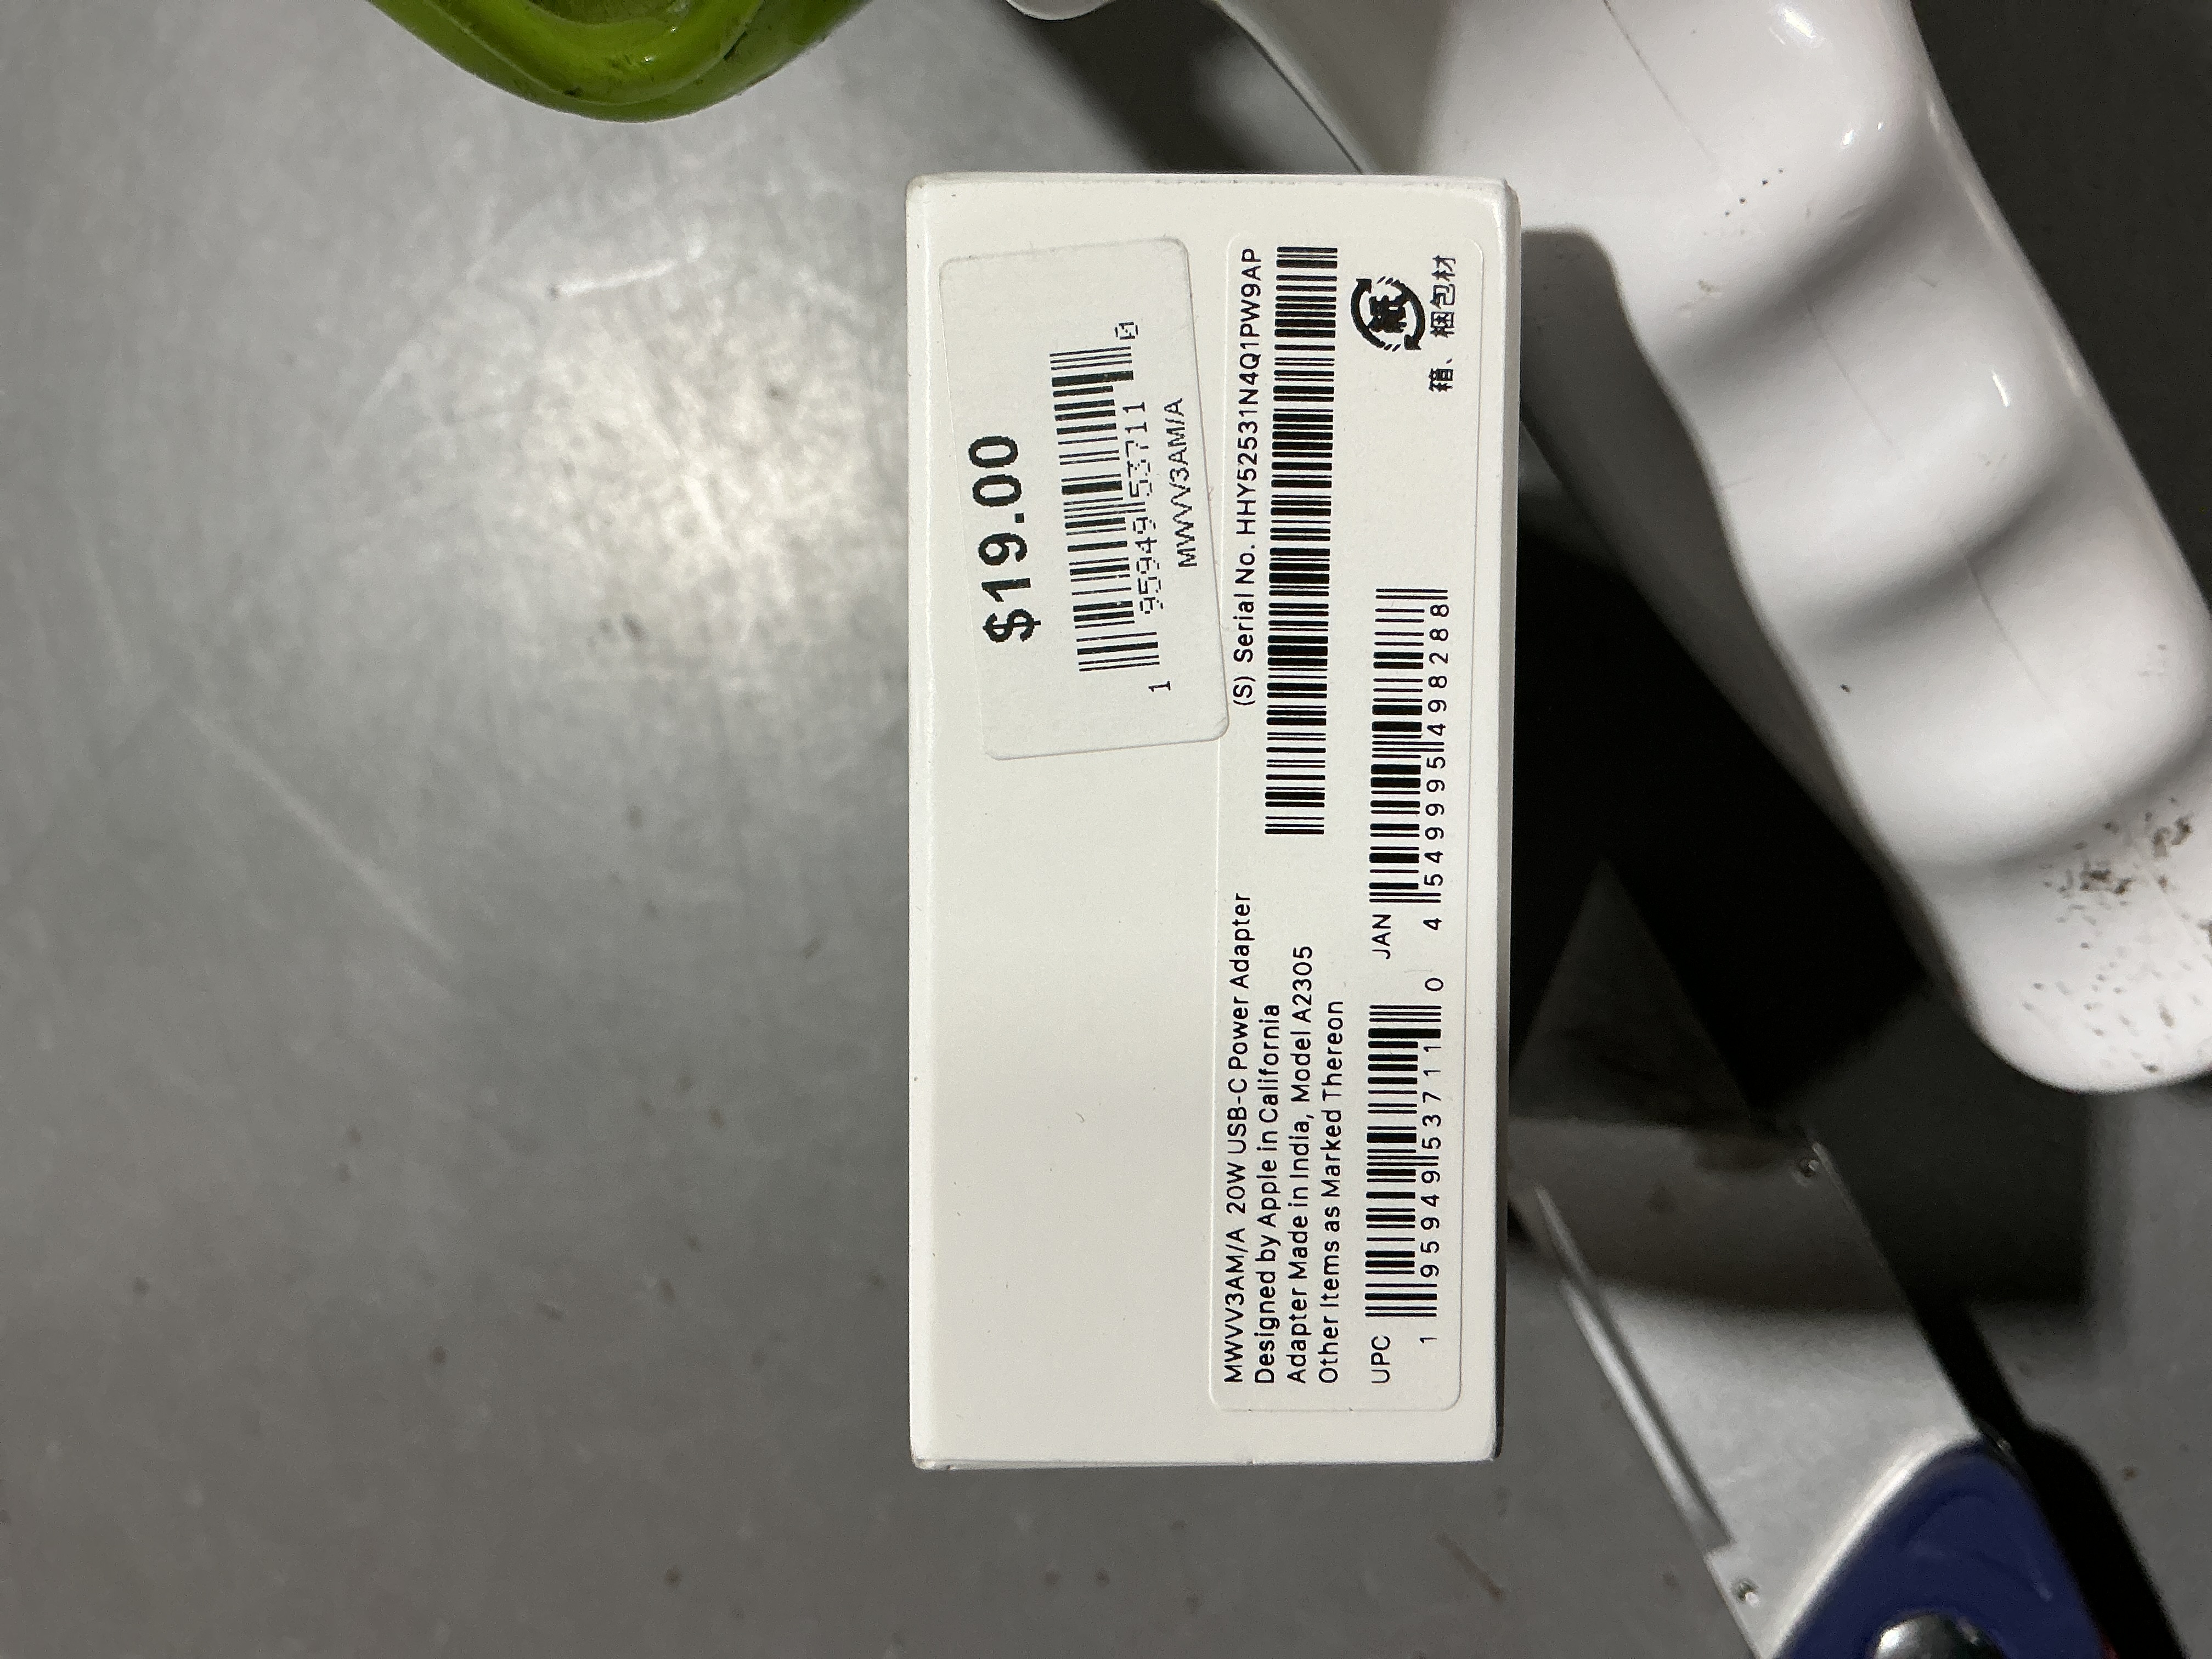 $19.00
1 95949 53711 0
MWVV3AM/A
MWVV3AM/A 20W USB-C Power Adapter
Designed by Apple in California
Adapter Made in India, Model A2305
Other Items as Marked Thereon
(S) Serial No. HHY52531N4Q1PW9AP
UPC
1 95949 53711 0
JAN
4 549995 498288
紙
箱、梱包材